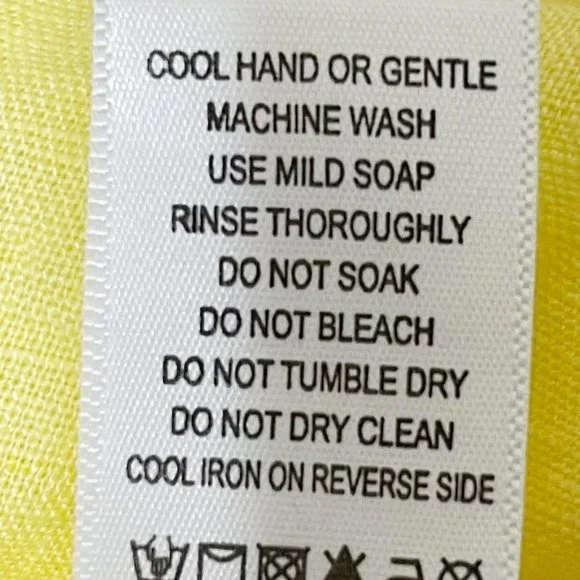 COOL HAND OR GENTLE
MACHINE WASH
USE MILD SOAP
RINSE THOROUGHLY
DO NOT SOAK
DO NOT BLEACH
DO NOT TUMBLE DRY
DO NOT DRY CLEAN
COOL IRON ON REVERSE SIDE